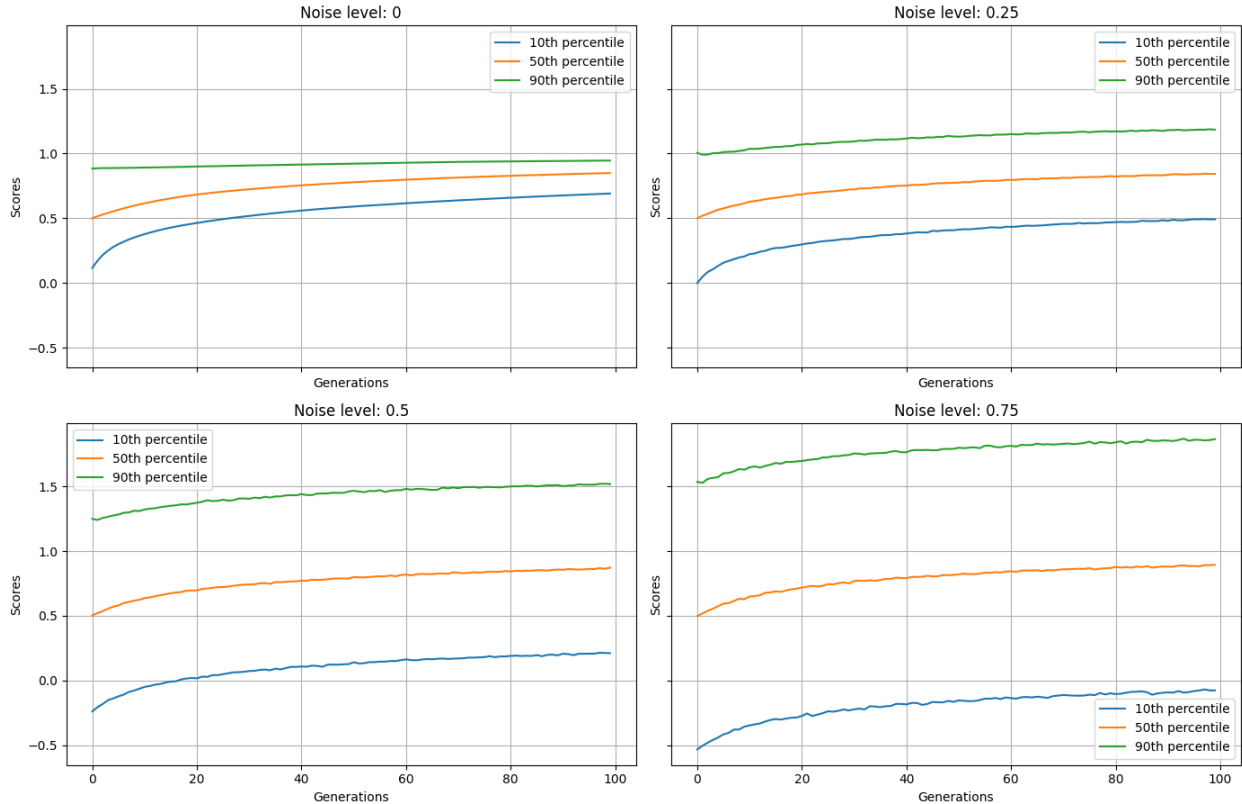 Noise level: 0
10th percentile
50th percentile
90th percentile
1.5
1.0
0.5
0.0
−0.5
Scores
Generations
Noise level: 0.25
10th percentile
50th percentile
90th percentile
Scores
Generations
Noise level: 0.5
10th percentile
50th percentile
90th percentile
1.5
1.0
0.5
0.0
−0.5
Scores
0 20 40 60 80 100
Generations
Noise level: 0.75
Scores
10th percentile
50th percentile
90th percentile
0 20 40 60 80 100
Generations